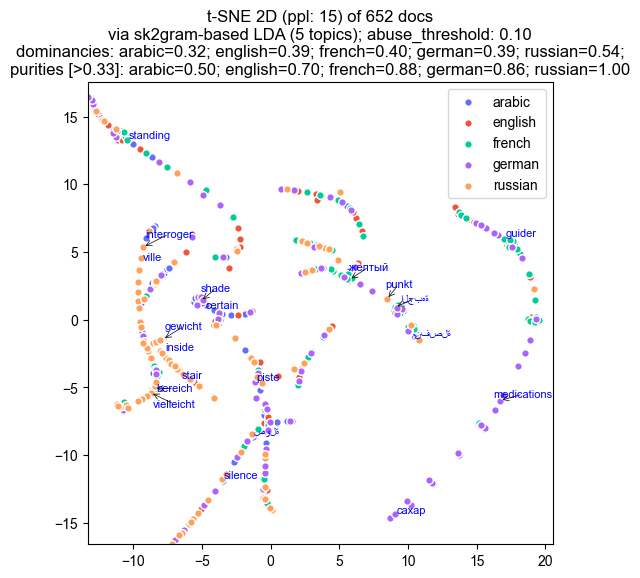 t-SNE 2D (ppl: 15) of 652 docs
via sk2gram-based LDA (5 topics); abuse_threshold: 0.10
dominancies: arabic=0.32; english=0.39; french=0.40; german=0.39; russian=0.54;
purities [>0.33]: arabic=0.50; english=0.70; french=0.88; german=0.86; russian=1.00
arabic
english
french
german
russian
standing
interroger
ville
guider
желтый
shade
certain
punkt
gewicht
inside
stair
bereich
vielleicht
piste
medications
silence
сахар
15
10
5
0
−5
−10
−15
−10
−5
0
5
10
15
20